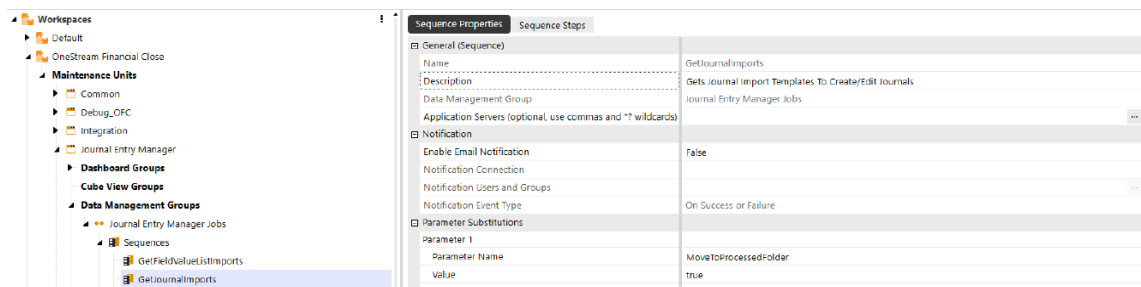 Workspaces
Default
OneStream Financial Close
Maintenance Units
Common
Debug_OFC
Integration
Journal Entry Manager
Dashboard Groups
Cube View Groups
Data Management Groups
Journal Entry Manager Jobs
Sequences
GetFieldValueListImports
GetJournalImports
Sequence Properties Sequence Steps
General (Sequence)
Name GetJournalImports
Description Gets Journal Import Templates To Create/Edit Journals
Data Management Group Journal Entry Manager Jobs
Application Servers (optional, use commas and *? wildcards) ...
Notification
Enable Email Notification False
Notification Connection
Notification Users and Groups ...
Notification Event Type On Success or Failure
Parameter Substitutions
Parameter 1
Parameter Name MoveToProcessedFolder
Value true